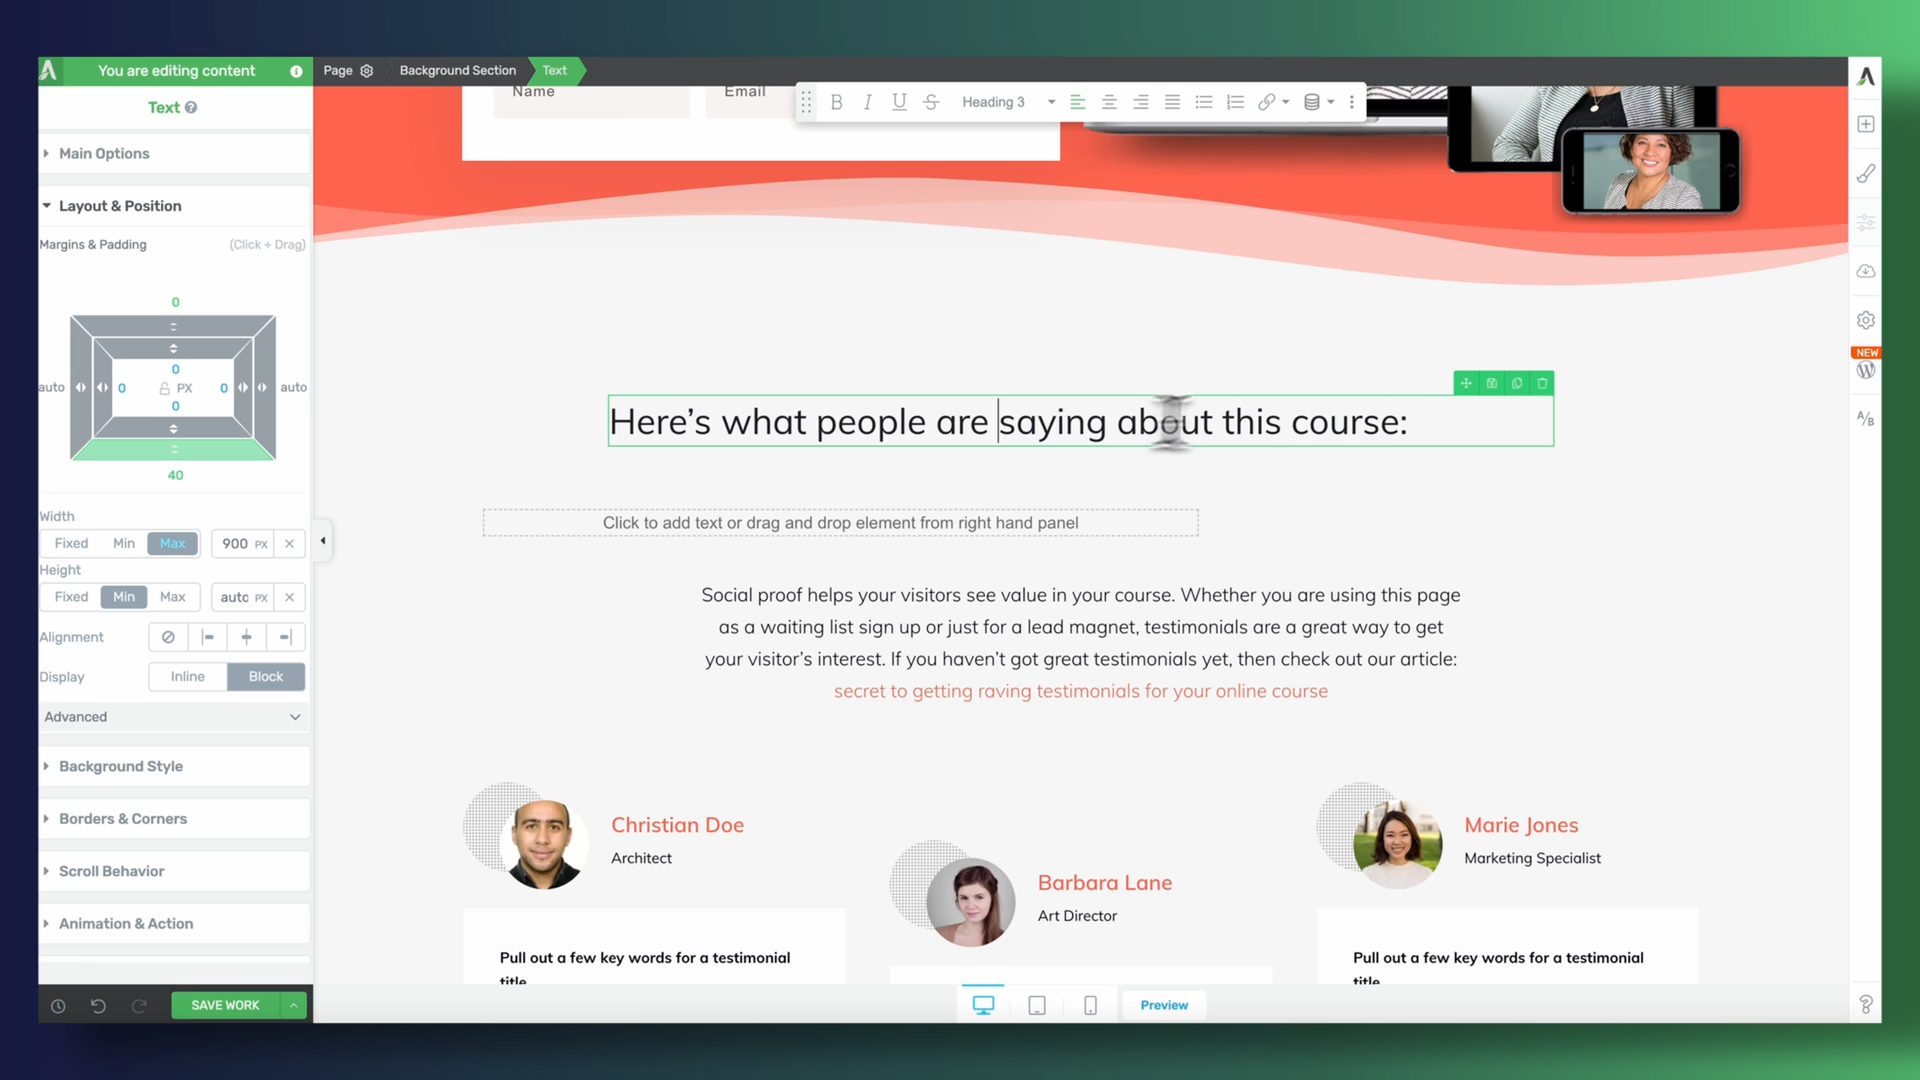 You are editing content
Page
Background Section
Text
Text
Name
Email
B I U S Heading 3
Main Options
Layout & Position
Margins & Padding
(Click + Drag)
0
0
auto
0
PX
0
auto
0
40
Width
Fixed
Min
Max
900 PX
Height
Fixed
Min
Max
auto PX
Alignment
Display
Inline
Block
Advanced
Background Style
Borders & Corners
Scroll Behavior
Animation & Action
SAVE WORK
Here’s what people are saying about this course:
Click to add text or drag and drop element from right hand panel
Social proof helps your visitors see value in your course. Whether you are using this page
as a waiting list sign up or just for a lead magnet, testimonials are a great way to get
your visitor’s interest. If you haven’t got great testimonials yet, then check out our article:
secret to getting raving testimonials for your online course
Christian Doe
Architect
Pull out a few key words for a testimonial
title
Barbara Lane
Art Director
Marie Jones
Marketing Specialist
Pull out a few key words for a testimonial
title
Preview
NEW
A/B